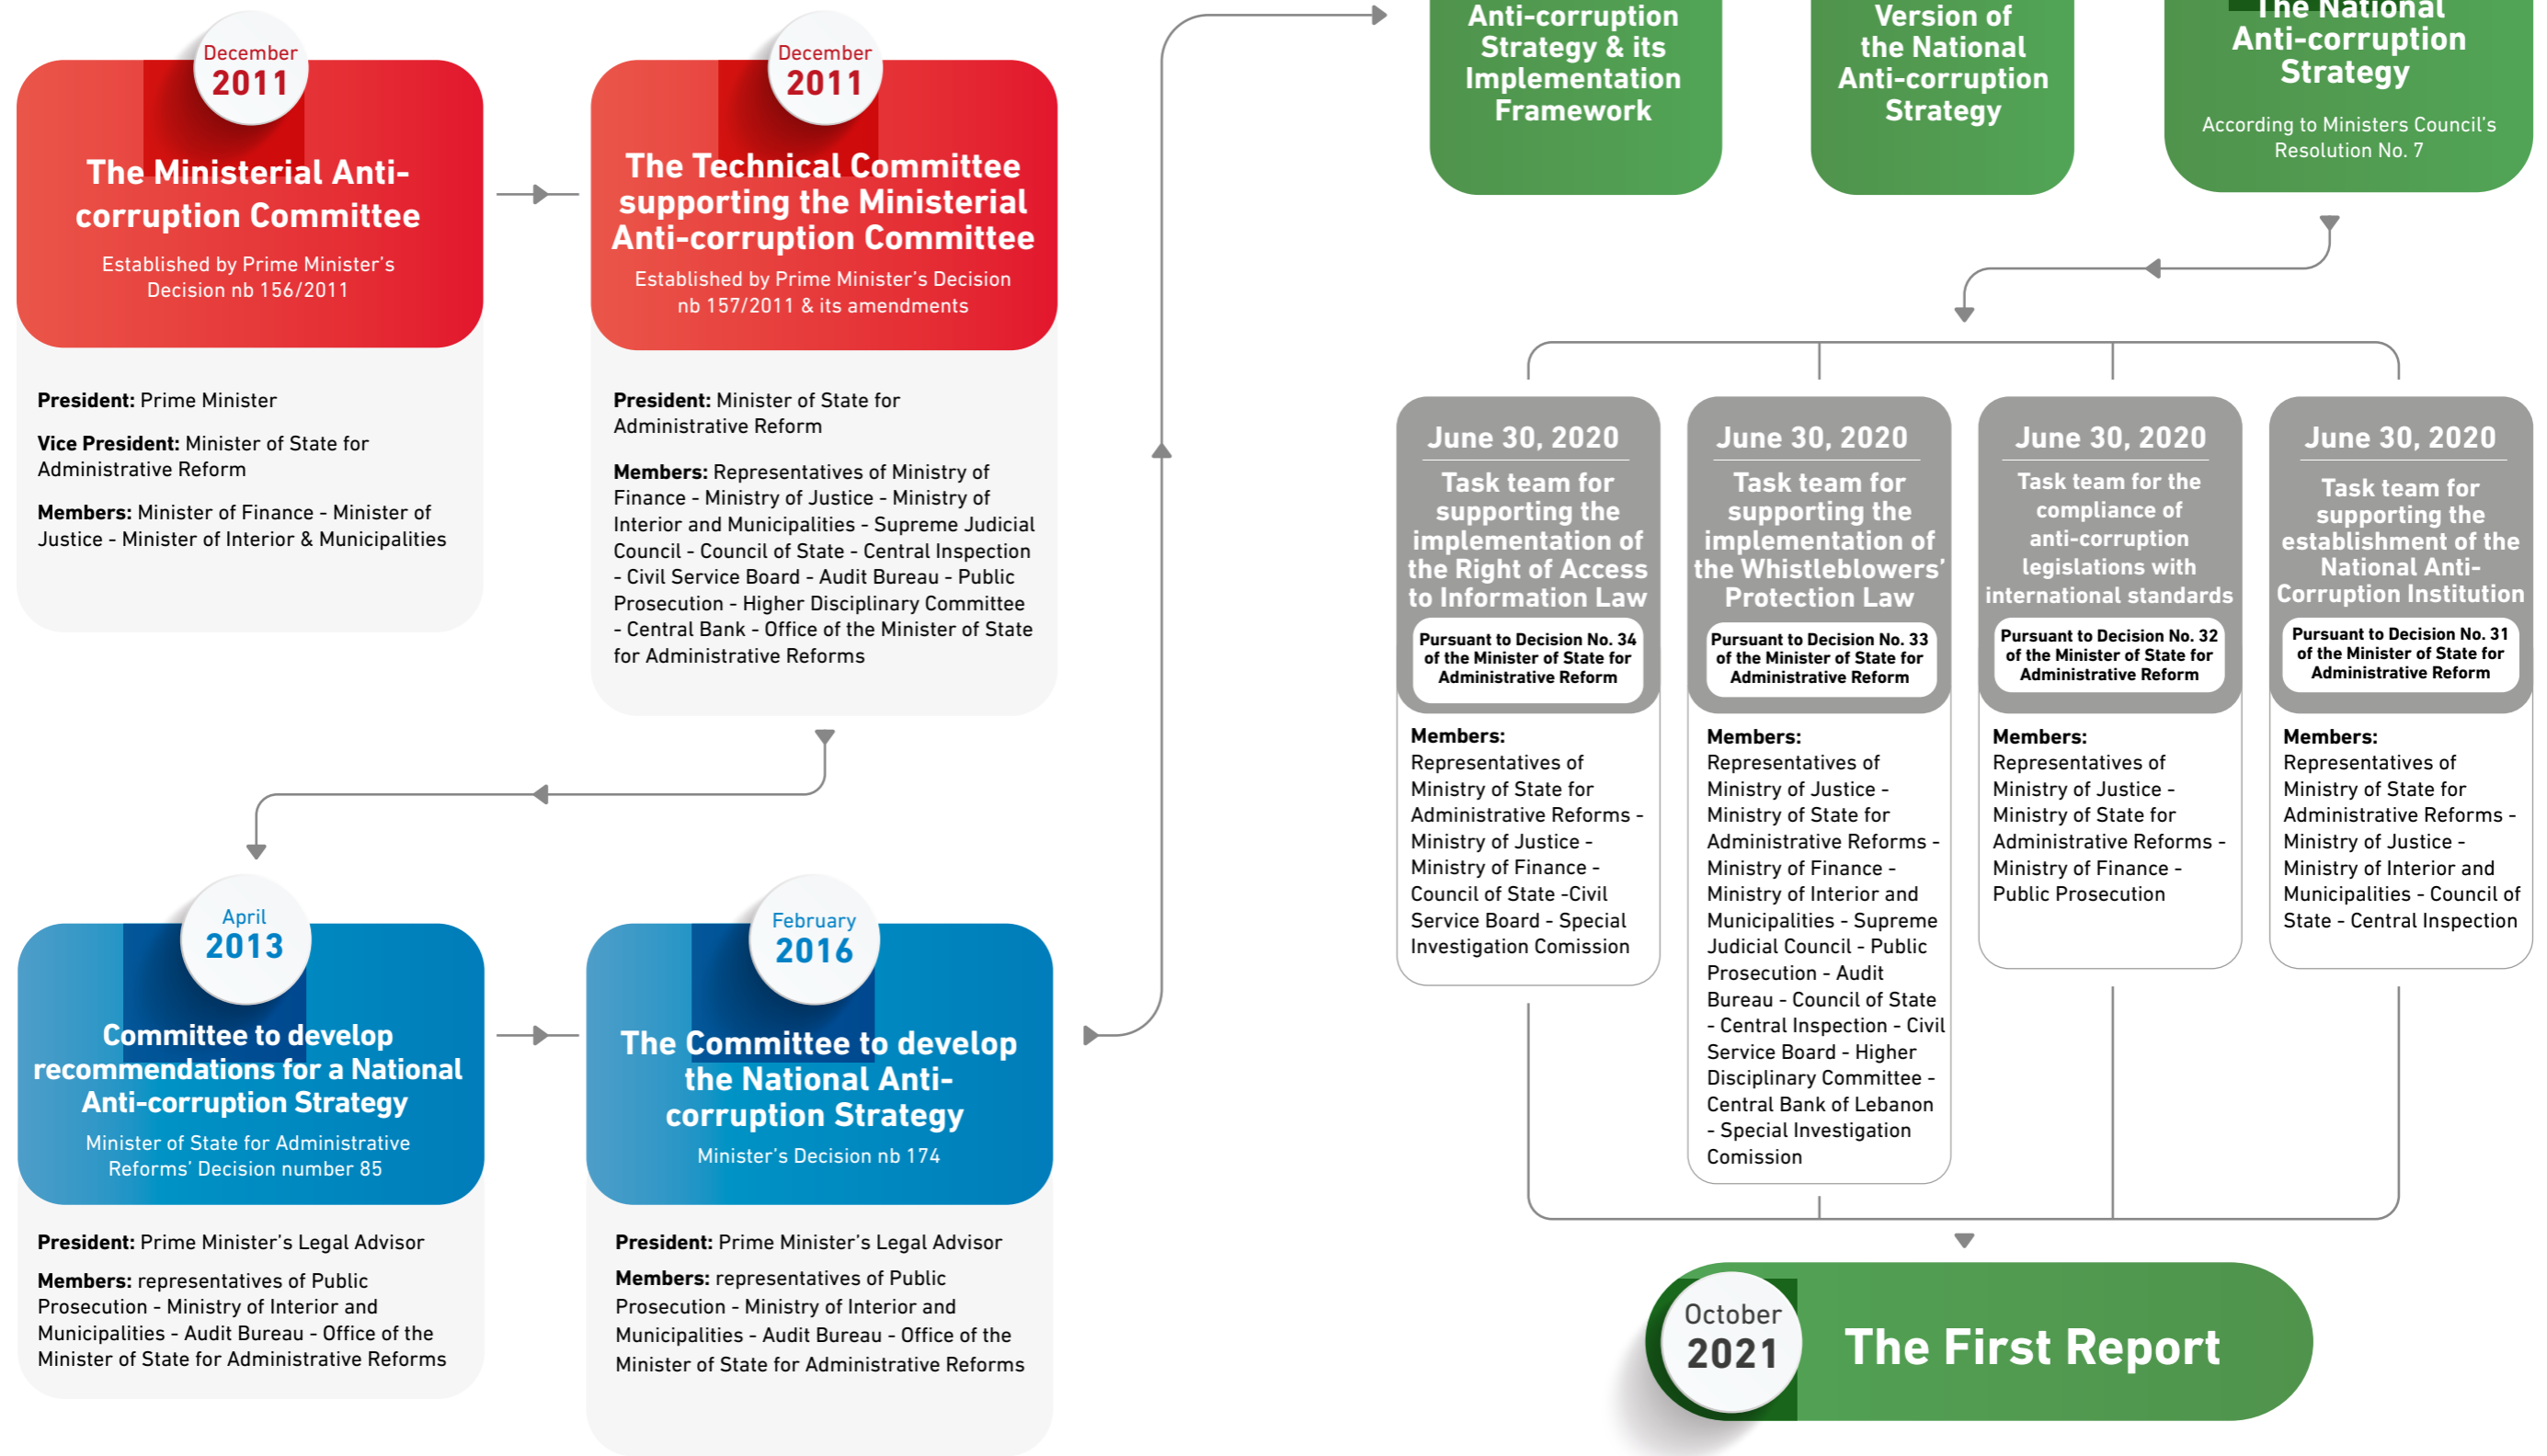 December
2011
The Ministerial Anti-
corruption Committee
Established by Prime Minister's
Decision nb 156/2011
President: Prime Minister
Vice President: Minister of State for
Administrative Reform
Members: Minister of Finance - Minister of
Justice - Minister of Interior & Municipalities
December
2011
The Technical Committee
supporting the Ministerial
Anti-corruption Committee
Established by Prime Minister's Decision
nb 157/2011 & its amendments
President: Minister of State for
Administrative Reform
Members: Representatives of Ministry of
Finance - Ministry of Justice - Ministry of
Interior and Municipalities - Supreme Judicial
Council - Council of State - Central Inspection
- Civil Service Board - Audit Bureau - Public
Prosecution - Higher Disciplinary Committee
- Central Bank - Office of the Minister of State
for Administrative Reforms
April
2013
Committee to develop
recommendations for a National
Anti-corruption Strategy
Minister of State for Administrative
Reforms' Decision number 85
President: Prime Minister's Legal Advisor
Members: representatives of Public
Prosecution - Ministry of Interior and
Municipalities - Audit Bureau - Office of the
Minister of State for Administrative Reforms
February
2016
The Committee to develop
the National Anti-
corruption Strategy
Minister's Decision nb 174
President: Prime Minister's Legal Advisor
Members: representatives of Public
Prosecution - Ministry of Interior and
Municipalities - Audit Bureau - Office of the
Minister of State for Administrative Reforms
Anti-corruption
Strategy & its
Implementation
Framework
Version of
the National
Anti-corruption
Strategy
The National
Anti-corruption
Strategy
According to Ministers Council's
Resolution No. 7
June 30, 2020
Task team for
supporting the
implementation of
the Right of Access
to Information Law
Pursuant to Decision No. 34
of the Minister of State for
Administrative Reform
Members:
Representatives of
Ministry of State for
Administrative Reforms -
Ministry of Justice -
Ministry of Finance -
Council of State -Civil
Service Board - Special
Investigation Comission
June 30, 2020
Task team for
supporting the
implementation of
the Whistleblowers'
Protection Law
Pursuant to Decision No. 33
of the Minister of State for
Administrative Reform
Members:
Representatives of
Ministry of Justice -
Ministry of State for
Administrative Reforms -
Ministry of Finance -
Ministry of Interior and
Municipalities - Supreme
Judicial Council - Public
Prosecution - Audit
Bureau - Council of State
- Central Inspection - Civil
Service Board - Higher
Disciplinary Committee -
Central Bank of Lebanon
- Special Investigation
Comission
June 30, 2020
Task team for the
compliance of
anti-corruption
legislations with
international standards
Pursuant to Decision No. 32
of the Minister of State for
Administrative Reform
Members:
Representatives of
Ministry of Justice -
Ministry of State for
Administrative Reforms -
Ministry of Finance -
Public Prosecution
June 30, 2020
Task team for
supporting the
establishment of the
National Anti-
Corruption Institution
Pursuant to Decision No. 31
of the Minister of State for
Administrative Reform
Members:
Representatives of
Ministry of State for
Administrative Reforms -
Ministry of Justice -
Ministry of Interior and
Municipalities - Council of
State - Central Inspection
October
2021
The First Report